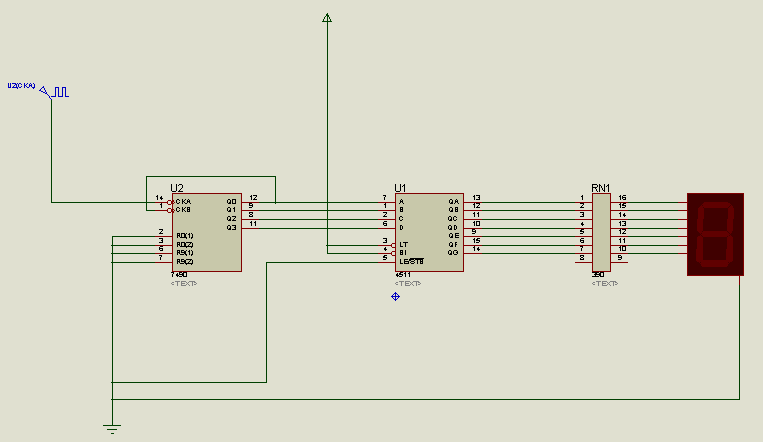 U2(CKA)
U2
U1
RN1
14 CKA Q0 12
1 CKB Q1 9
Q2 8
Q3 11
2 R0(1)
3 R0(2)
6 R9(1)
7 R9(2)
7490
<TEXT>
7 A QA 13
1 B QB 12
2 C QC 11
6 D QD 10
QE 9
3 LT QF 15
4 BI QG 14
5 LE/STB
4511
<TEXT>
1 16
2 15
3 14
4 13
5 12
6 11
7 10
8 9
390
<TEXT>